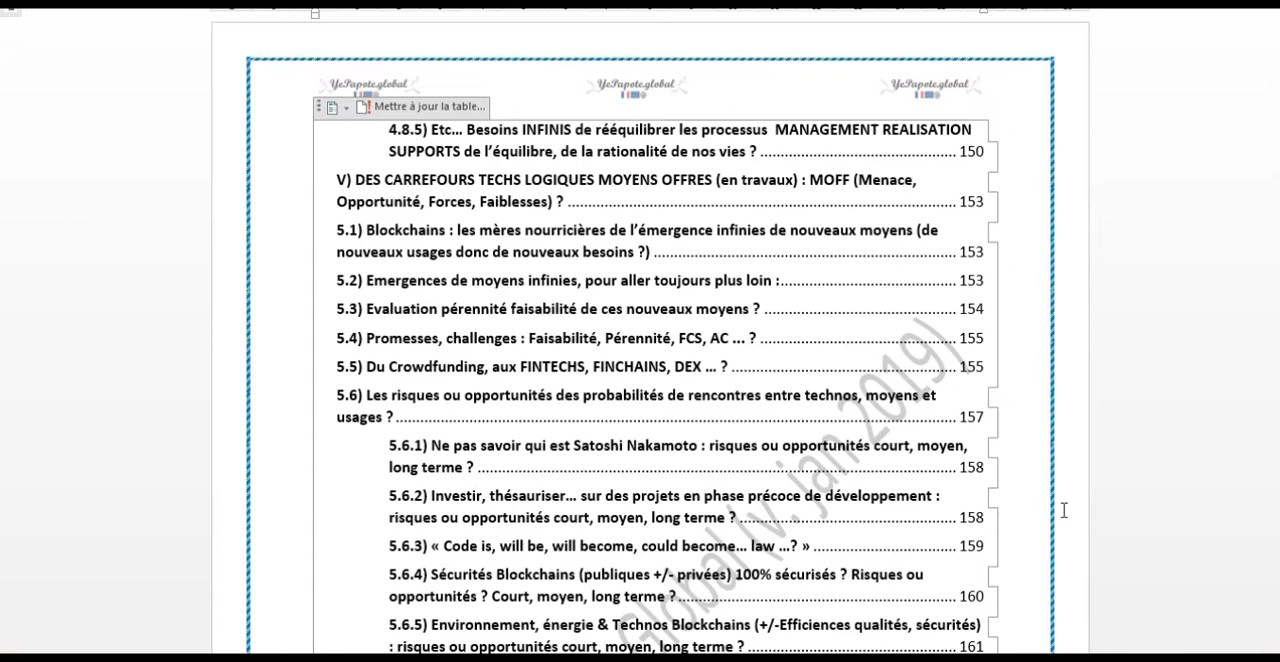 YePapote.global YePapote.global YePapote.global
Mettre à jour la table...
4.8.5) Etc… Besoins INFINIS de rééquilibrer les processus MANAGEMENT REALISATION
SUPPORTS de l’équilibre, de la rationalité de nos vies ? 150
V) DES CARREFOURS TECHS LOGIQUES MOYENS OFFRES (en travaux) : MOFF (Menace,
Opportunité, Forces, Faiblesses) ? 153
5.1) Blockchains : les mères nourricières de l’émergence infinies de nouveaux moyens (de
nouveaux usages donc de nouveaux besoins ?) 153
5.2) Emergences de moyens infinies, pour aller toujours plus loin : 153
5.3) Evaluation pérennité faisabilité de ces nouveaux moyens ? 154
5.4) Promesses, challenges : Faisabilité, Pérennité, FCS, AC … ? 155
5.5) Du Crowdfunding, aux FINTECHS, FINCHAINS, DEX … ? 155
5.6) Les risques ou opportunités des probabilités de rencontres entre technos, moyens et
usages ? 157
5.6.1) Ne pas savoir qui est Satoshi Nakamoto : risques ou opportunités court, moyen,
long terme ? 158
5.6.2) Investir, thésauriser… sur des projets en phase précoce de développement :
risques ou opportunités court, moyen, long terme ? 158
5.6.3) « Code is, will be, will become, could become… law …? » 159
5.6.4) Sécurités Blockchains (publiques +/- privées) 100% sécurisés ? Risques ou
opportunités ? Court, moyen, long terme ? 160
5.6.5) Environnement, énergie & Technos Blockchains (+/-Efficiences qualités, sécurités)
: risques ou opportunités court, moyen, long terme ? 161
Global (v. jan 2019)